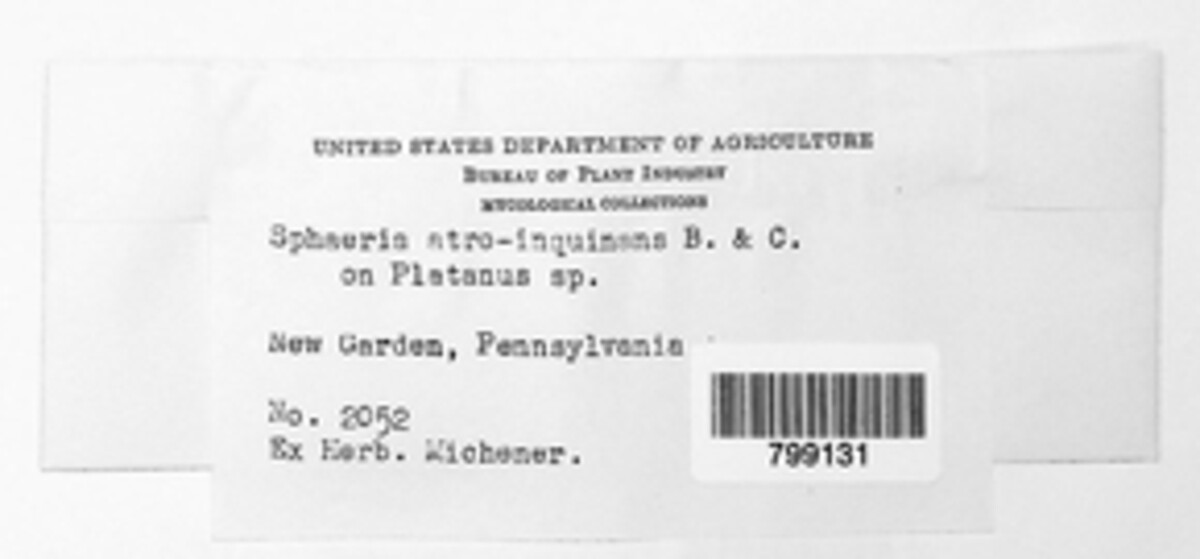 UNITED STATES DEPARTMENT OF AGRICULTURE
BUREAU OF PLANT INDUSTRY
MYCOLOGICAL COLLECTIONS
Sphaeria atro-inquinans B. & C.
on Platanus sp.
New Garden, Pennsylvania
No. 2052
Ex Herb. Michener.
799131